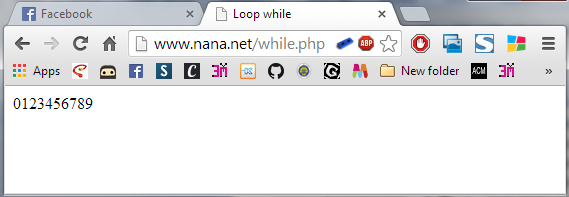 Facebook
Loop while
www.nana.net/while.php
ABP
Apps
New folder
ACM
»
0123456789